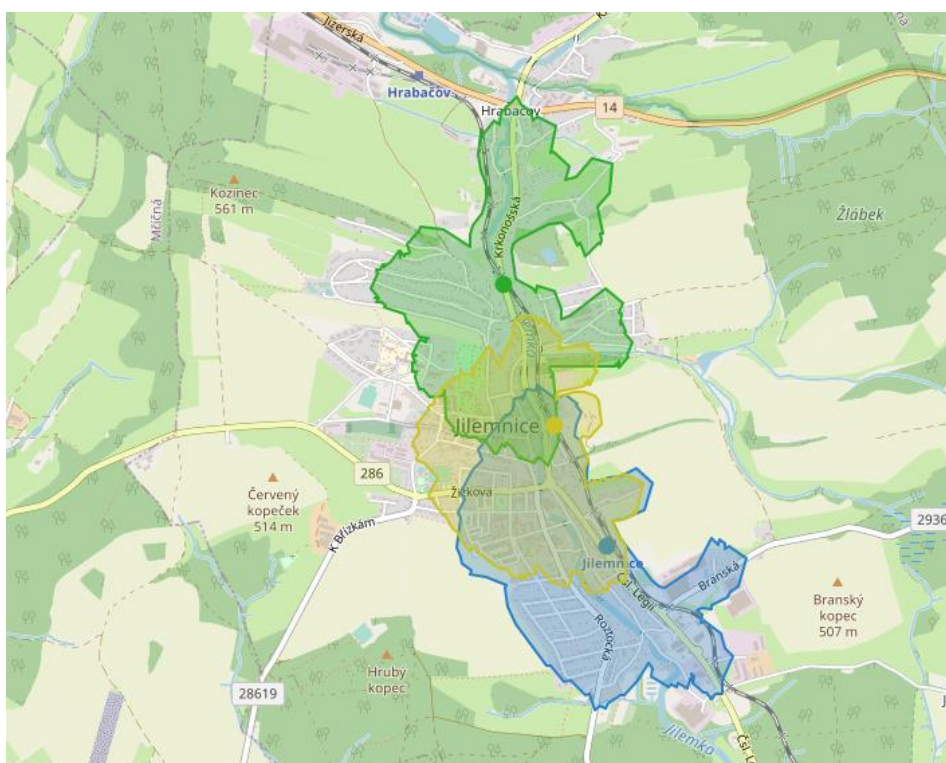 Jizerská
Hrabačov
Hrabačov
14
Kozinec
561 m
Mříčná
Krkonošská
Žlábek
Jilemnice
286
Žižkova
Červený
kopeček
514 m
K Břízkám
2936
Jilemnice
Branská
Čsl. Legií
Branský
kopec
507 m
Roztocká
Hrubý
kopec
28619
Jilemko